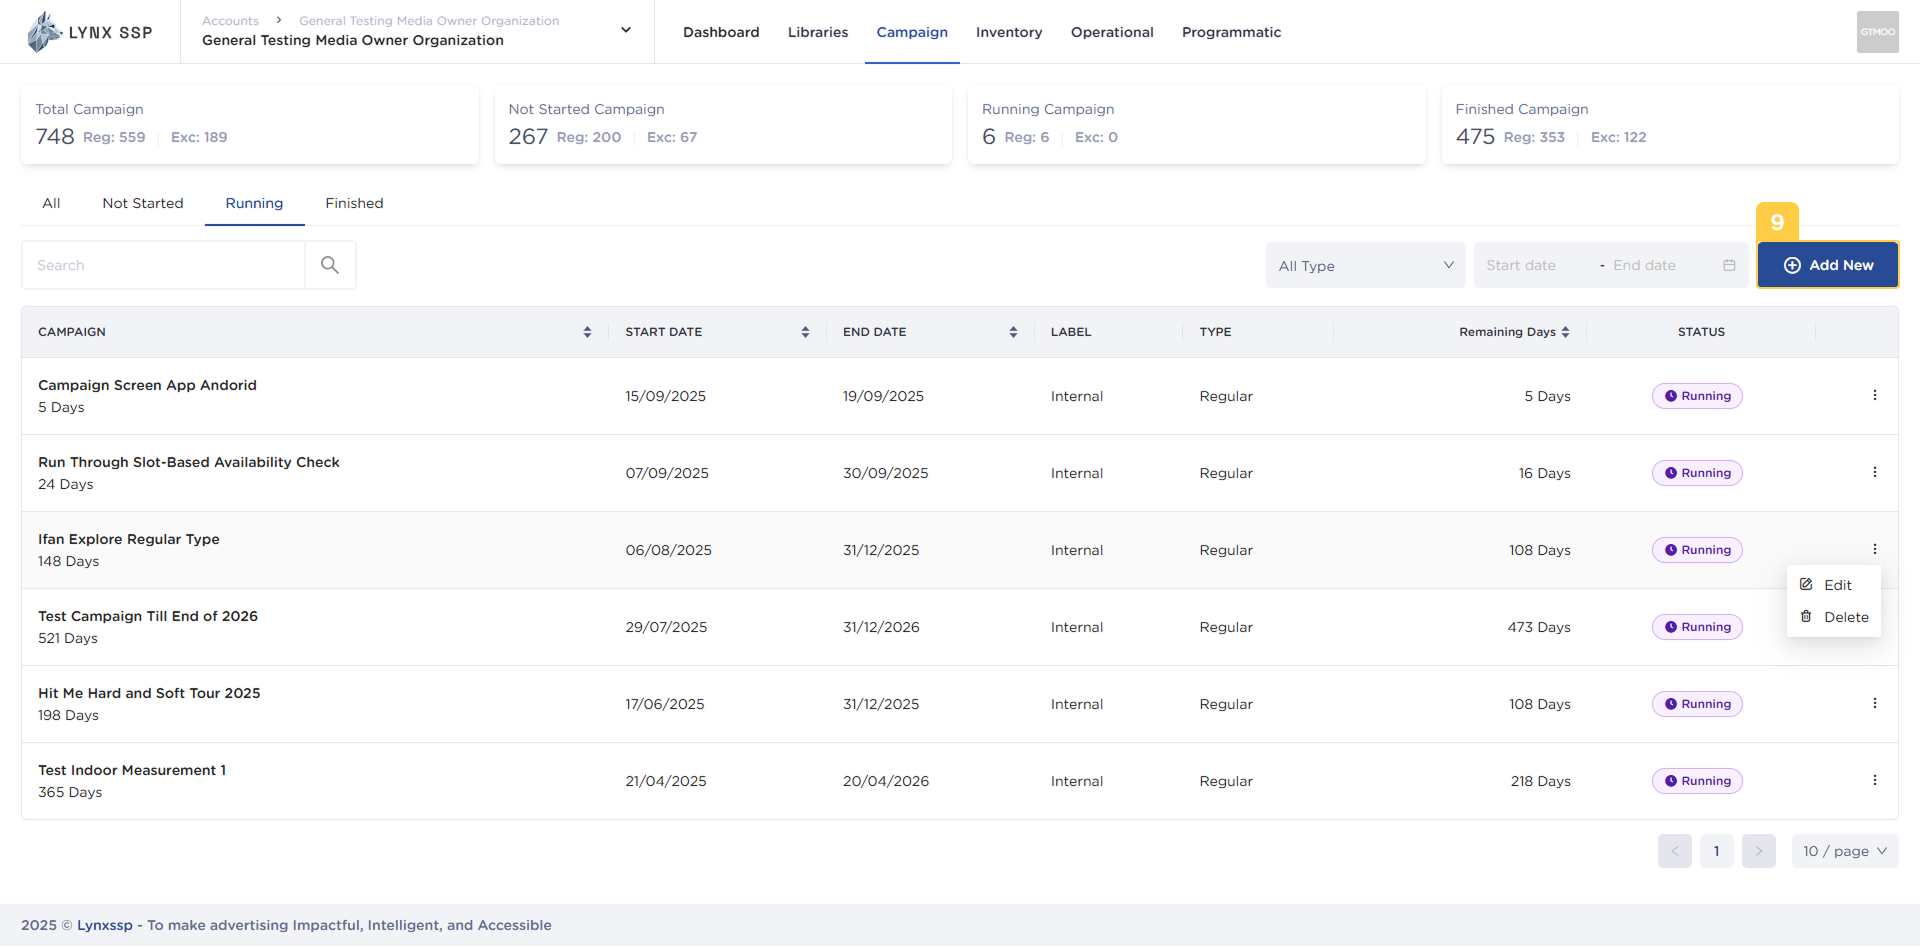 LYNX SSP
Accounts > General Testing Media Owner Organization
General Testing Media Owner Organization
Dashboard Libraries Campaign Inventory Operational Programmatic
GTMOO
Total Campaign
748 Reg: 559 Exc: 189
Not Started Campaign
267 Reg: 200 Exc: 67
Running Campaign
6 Reg: 6 Exc: 0
Finished Campaign
475 Reg: 353 Exc: 122
All Not Started Running Finished
9
Search
All Type
Start date - End date
Add New
CAMPAIGN START DATE END DATE LABEL TYPE Remaining Days STATUS
Campaign Screen App Andorid
5 Days
15/09/2025 19/09/2025 Internal Regular 5 Days Running
Run Through Slot-Based Availability Check
24 Days
07/09/2025 30/09/2025 Internal Regular 16 Days Running
Ifan Explore Regular Type
148 Days
06/08/2025 31/12/2025 Internal Regular 108 Days Running
Edit
Delete
Test Campaign Till End of 2026
521 Days
29/07/2025 31/12/2026 Internal Regular 473 Days Running
Hit Me Hard and Soft Tour 2025
198 Days
17/06/2025 31/12/2025 Internal Regular 108 Days Running
Test Indoor Measurement 1
365 Days
21/04/2025 20/04/2026 Internal Regular 218 Days Running
< 1 > 10 / page
2025 © Lynxssp - To make advertising Impactful, Intelligent, and Accessible